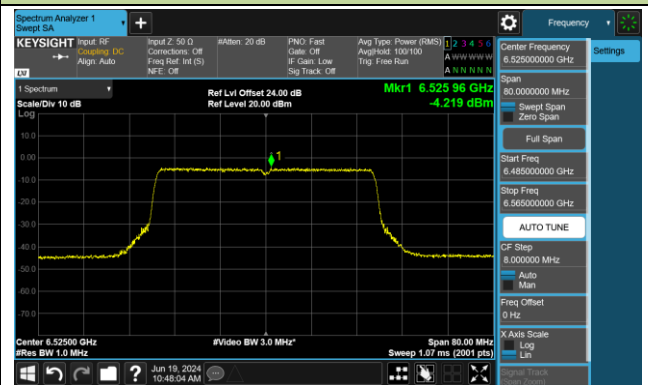 Spectrum Analyzer 1
Swept SA
+
Frequency
KEYSIGHT
Input: RF
Coupling: DC
Align: Auto
Input Z: 50 Ω
Corrections: Off
Freq Ref: Int (S)
NFE: Off
#Atten: 20 dB
PNO: Fast
Gate: Off
IF Gain: Low
Sig Track: Off
Avg Type: Power (RMS)
Avg|Hold: 100/100
Trig: Free Run
1 2 3 4 5 6
A W W W W W
A N N N N N
LXI
Center Frequency
6.525000000 GHz
Settings
Span
80.0000000 MHz
Swept Span
Zero Span
Full Span
Start Freq
6.485000000 GHz
Stop Freq
6.565000000 GHz
AUTO TUNE
CF Step
8.000000 MHz
Auto
Man
Freq Offset
0 Hz
X Axis Scale
Log
Lin
Signal Track
(Span Zoom)
1 Spectrum
Scale/Div 10 dB
Log
Ref Lvl Offset 24.00 dB
Ref Level 20.00 dBm
Mkr1 6.525 96 GHz
-4.219 dBm
1
10.0
0.00
-10.0
-20.0
-30.0
-40.0
-50.0
-60.0
-70.0
Center 6.52500 GHz
#Res BW 1.0 MHz
#Video BW 3.0 MHz*
Span 80.00 MHz
Sweep 1.07 ms (2001 pts)
?
Jun 19, 2024
10:48:04 AM